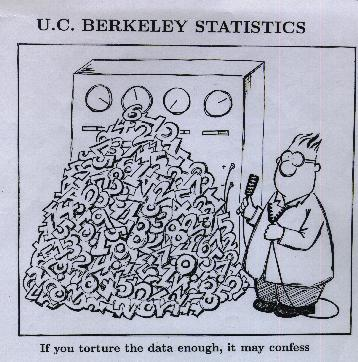 U.C. BERKELEY STATISTICS
If you torture the data enough, it may confess